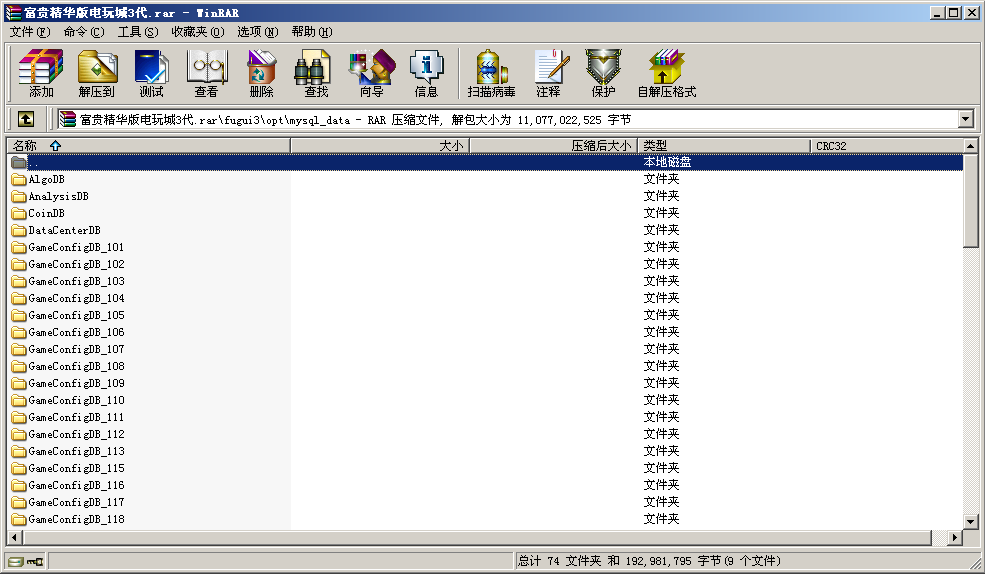 富贵精华版电玩城3代.rar - WinRAR
文件(F) 命令(C) 工具(S) 收藏夹(O) 选项(N) 帮助(H)
添加 解压到 测试 查看 删除 查找 向导 信息 扫描病毒 注释 保护 自解压格式
富贵精华版电玩城3代.rar\fugui3\opt\mysql_data - RAR 压缩文件, 解包大小为 11,077,022,525 字节
名称 大小 压缩后大小 类型 CRC32
.. 本地磁盘
AlgoDB 文件夹
AnalysisDB 文件夹
CoinDB 文件夹
DataCenterDB 文件夹
GameConfigDB_101 文件夹
GameConfigDB_102 文件夹
GameConfigDB_103 文件夹
GameConfigDB_104 文件夹
GameConfigDB_105 文件夹
GameConfigDB_106 文件夹
GameConfigDB_107 文件夹
GameConfigDB_108 文件夹
GameConfigDB_109 文件夹
GameConfigDB_110 文件夹
GameConfigDB_111 文件夹
GameConfigDB_112 文件夹
GameConfigDB_113 文件夹
GameConfigDB_115 文件夹
GameConfigDB_116 文件夹
GameConfigDB_117 文件夹
GameConfigDB_118 文件夹
总计 74 文件夹 和 192,981,795 字节(9 个文件)